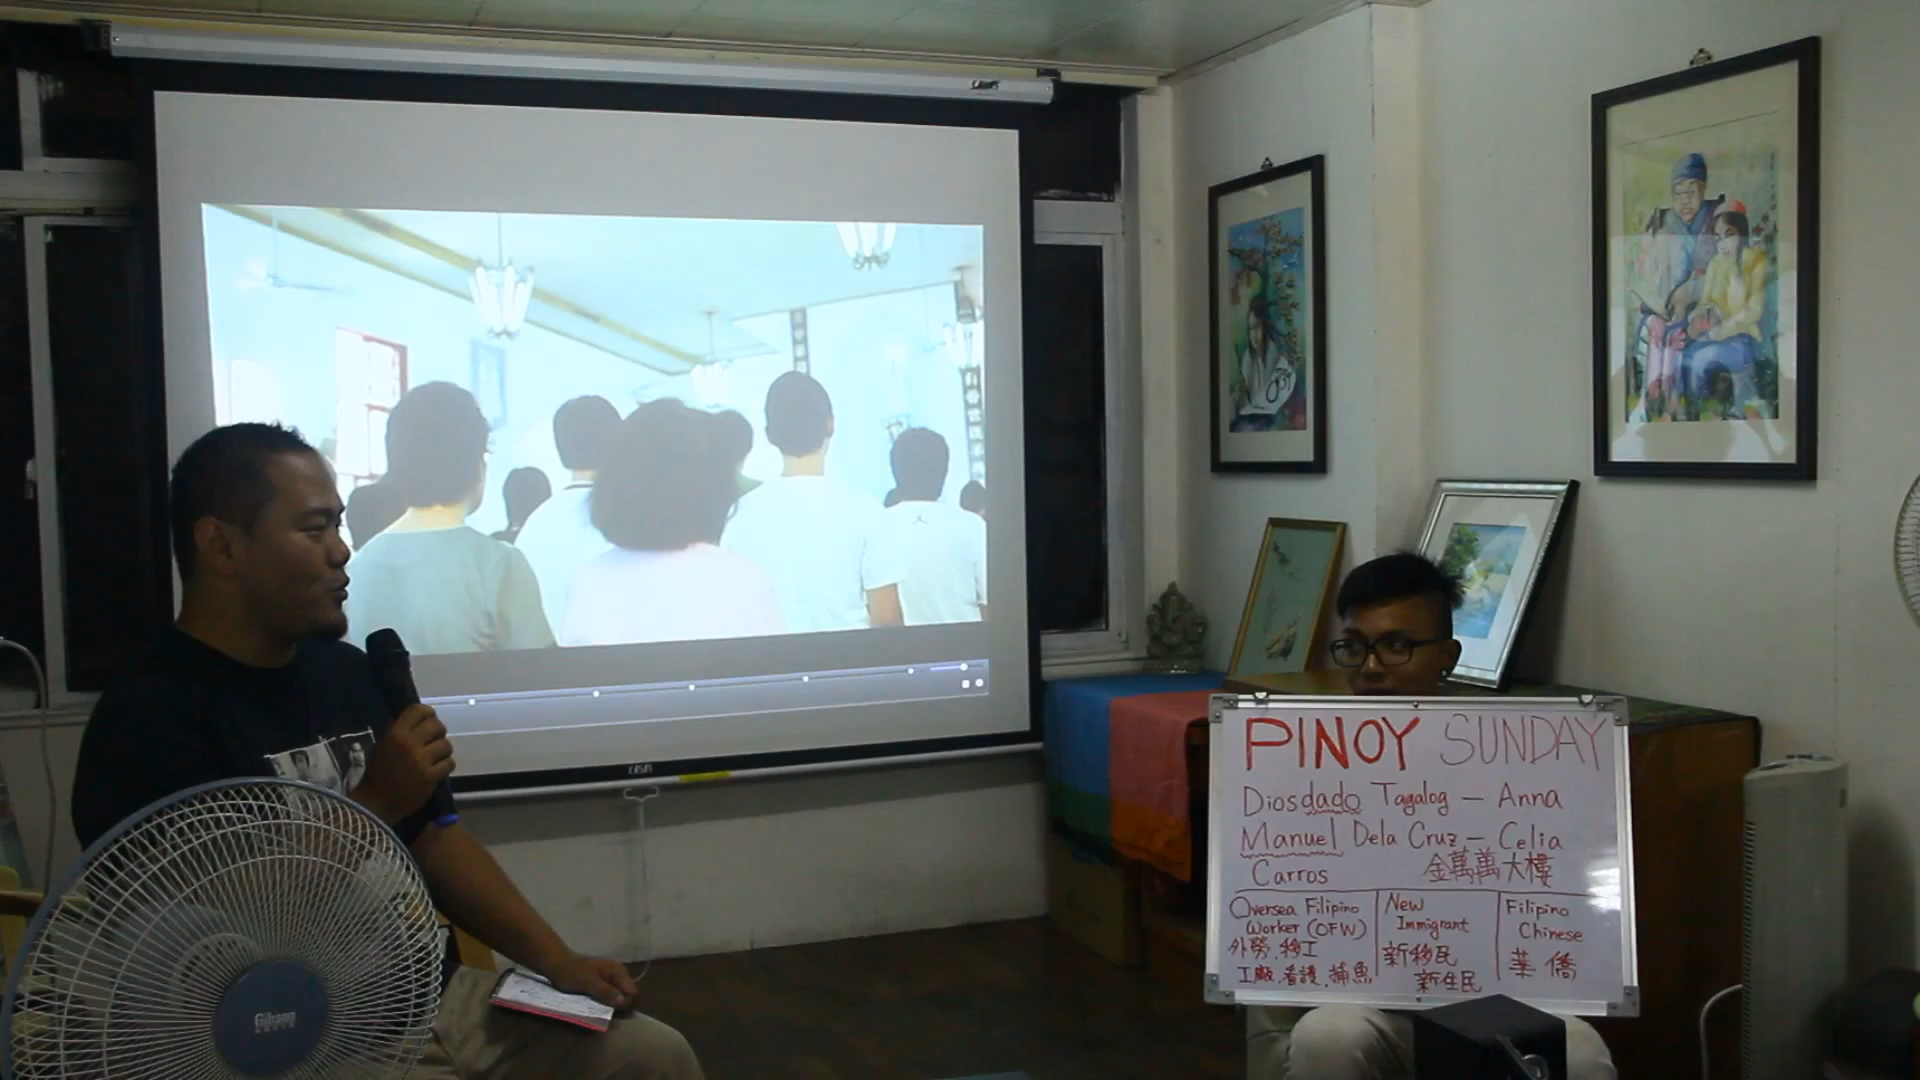 PINOY SUNDAY
Diosdado Tagalog — Anna
Manuel Dela Cruz — Celia
Carros 金萬萬大樓
Oversea Filipino
Worker (OFW)
外勞、移工
工廠、看護、捕魚
New
Immigrant
新移民
新住民
Filipino
Chinese
華僑
Gibson